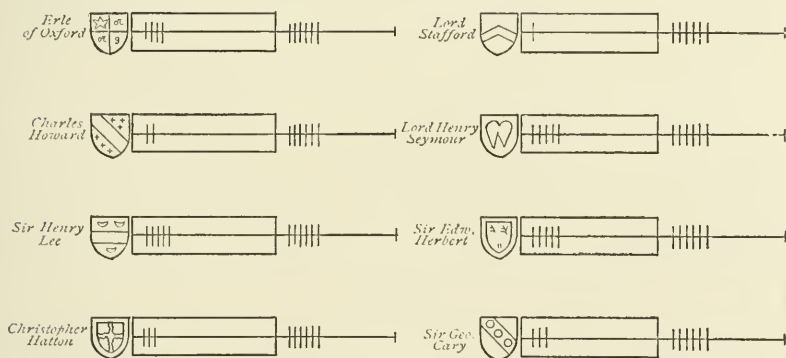 Erle
of Oxford
Lord
Stafford
Charles
Howard
Lord Henry
Seymour
Sir Henry
Lee
Sir Edw.
Herbert
Christopher
Hatton
Sir Geo.
Cary